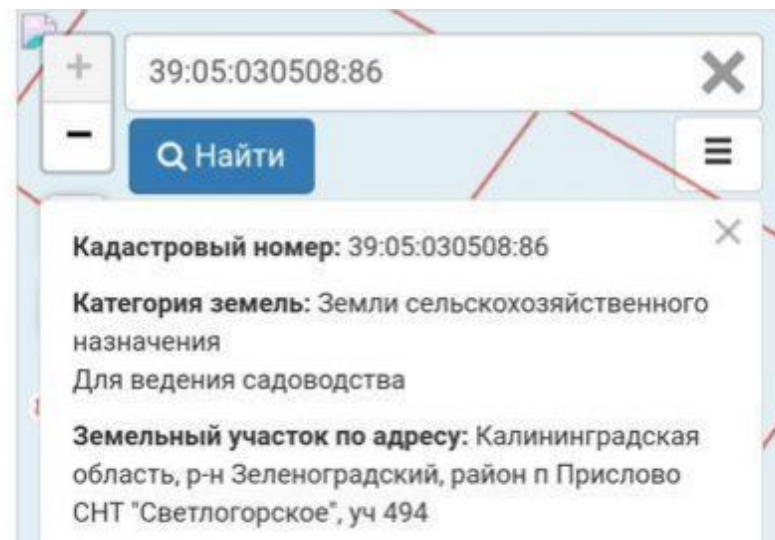 39:05:030508:86
Найти
Кадастровый номер: 39:05:030508:86
Категория земель: Земли сельскохозяйственного
назначения
Для ведения садоводства
Земельный участок по адресу: Калининградская
область, р-н Зеленоградский, район п Прислово
СНТ "Светлогорское", уч 494